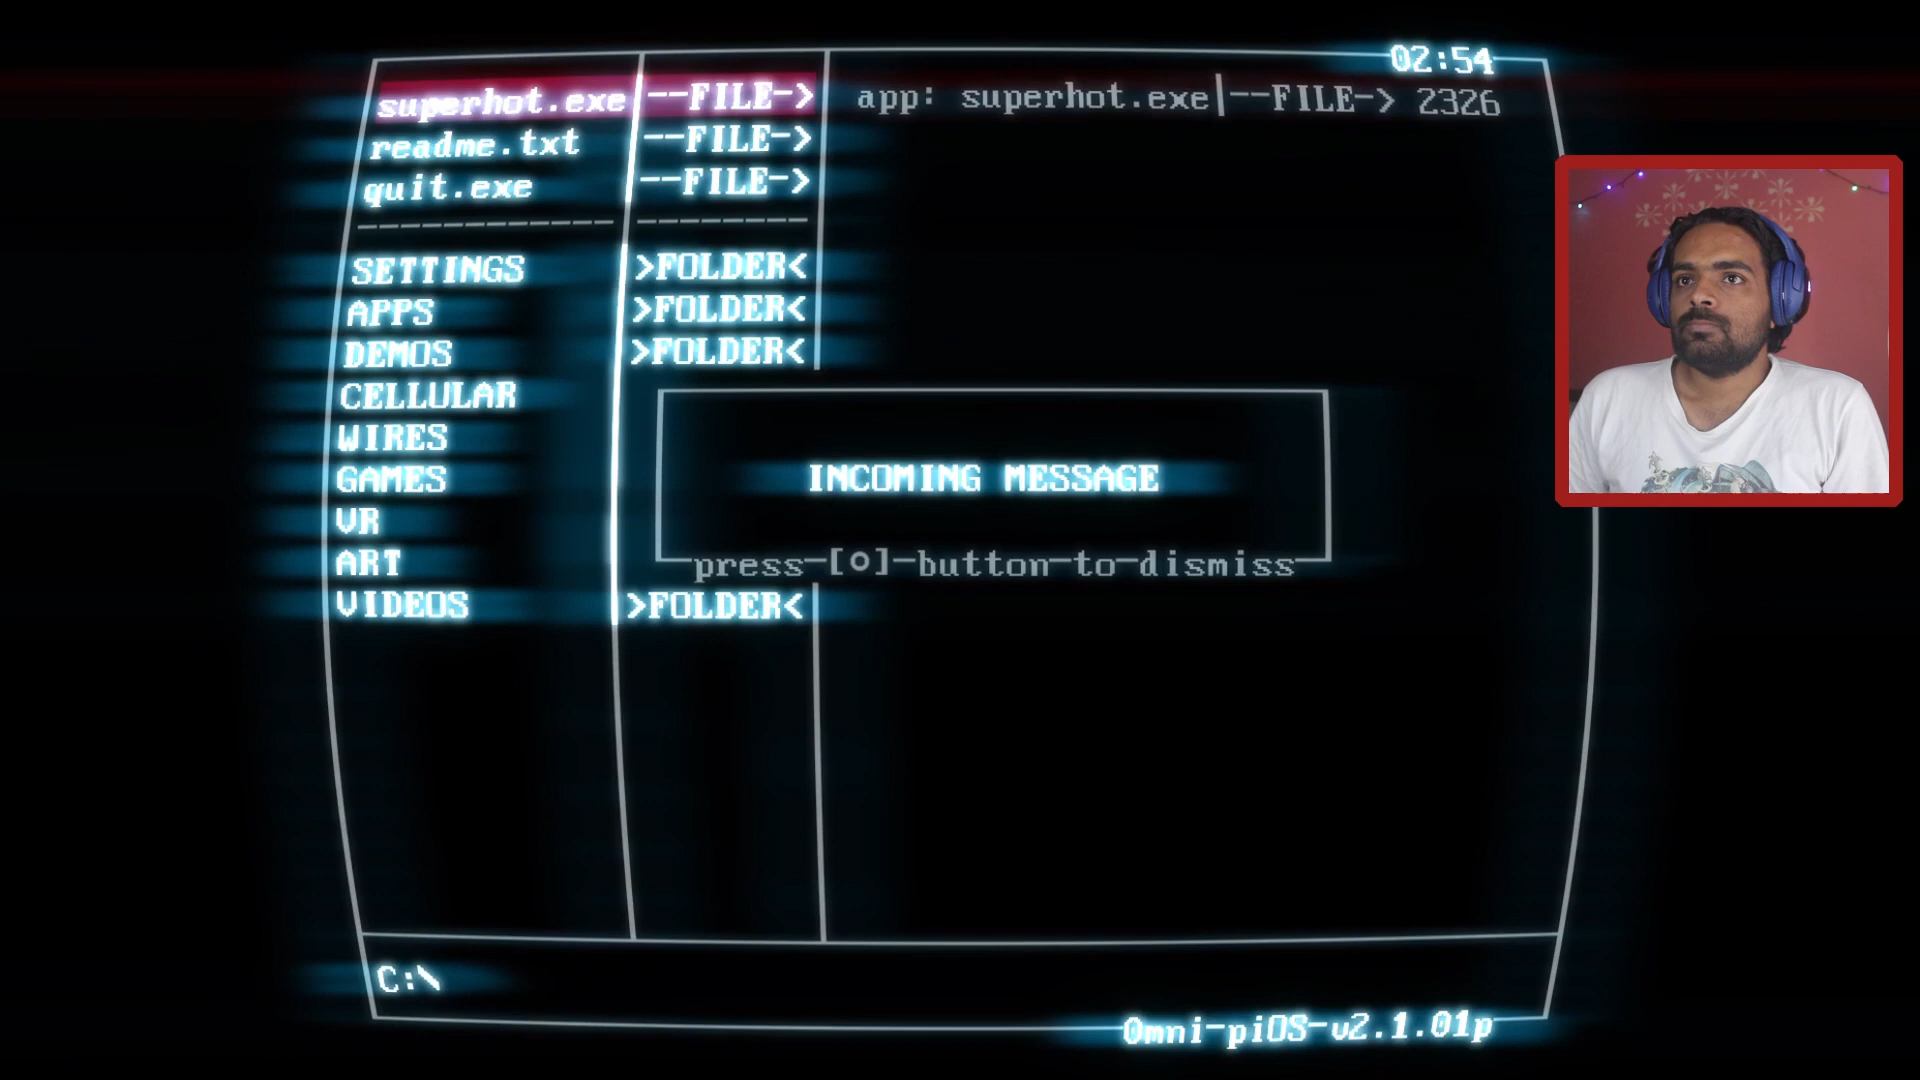 02:54
superhot.exe --FILE->
readme.txt --FILE->
quit.exe --FILE->
app: superhot.exe|--FILE-> 2326
SETTINGS >FOLDER<
APPS >FOLDER<
DEMOS >FOLDER<
CELLULAR
WIRES
GAMES
VR
ART
VIDEOS >FOLDER<
INCOMING MESSAGE
press-[o]-button-to-dismiss
C:\
Omni-piOS-v2.1.01p